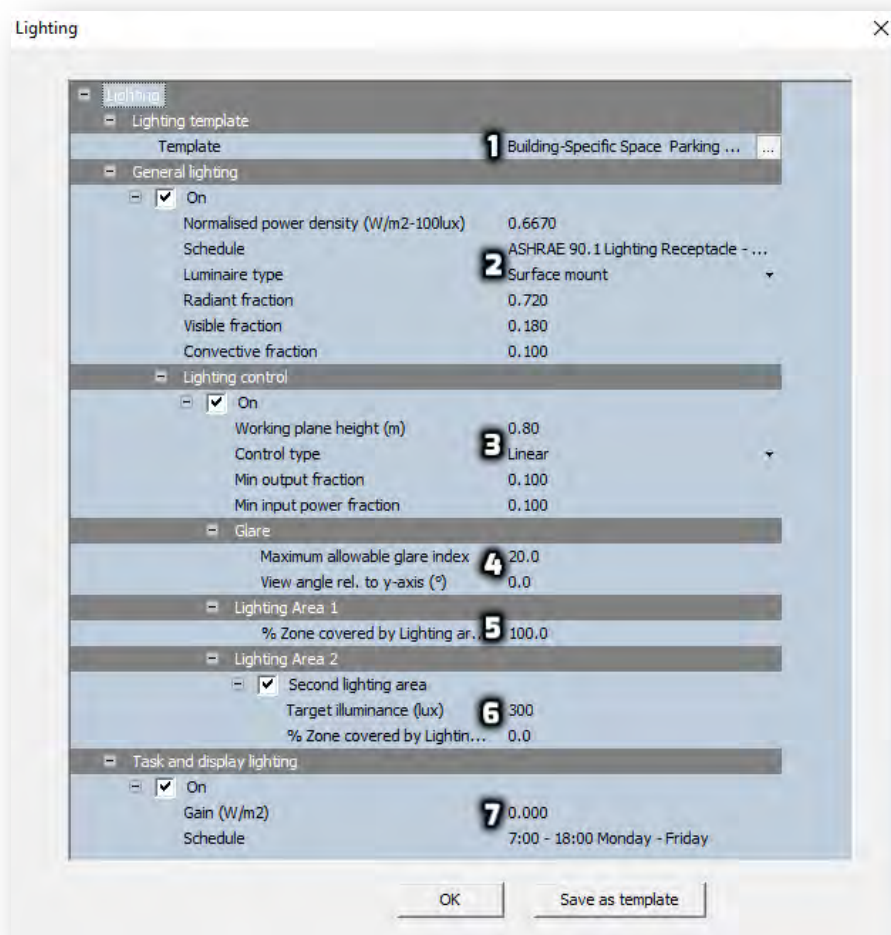 Lighting
Lighting
Lighting template
Template 1 Building-Specific Space Parking ... ...
General lighting
On
Normalised power density (W/m2-100lux) 0.6670
Schedule ASHRAE 90.1 Lighting Receptacle - ...
Luminaire type 2 Surface mount
Radiant fraction 0.720
Visible fraction 0.180
Convective fraction 0.100
Lighting control
On
Working plane height (m) 0.80
Control type 3 Linear
Min output fraction 0.100
Min input power fraction 0.100
Glare
Maximum allowable glare index 4 20.0
View angle rel. to y-axis (°) 0.0
Lighting Area 1
% Zone covered by Lighting ar... 5 100.0
Lighting Area 2
Second lighting area
Target illuminance (lux) 6 300
% Zone covered by Lightin... 0.0
Task and display lighting
On
Gain (W/m2) 7 0.000
Schedule 7:00 - 18:00 Monday - Friday
OK Save as template